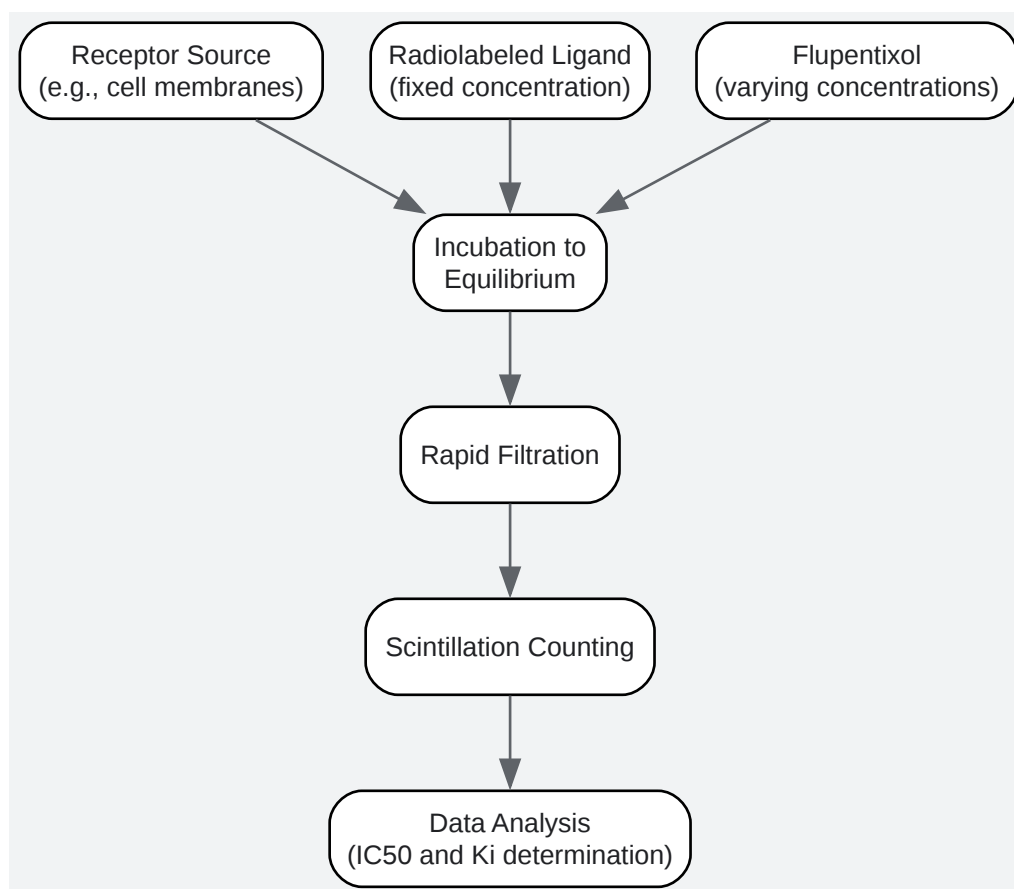 Receptor Source
(e.g., cell membranes)
Radiolabeled Ligand
(fixed concentration)
Flupentixol
(varying concentrations)
Incubation to
Equilibrium
Rapid Filtration
Scintillation Counting
Data Analysis
(IC50 and Ki determination)